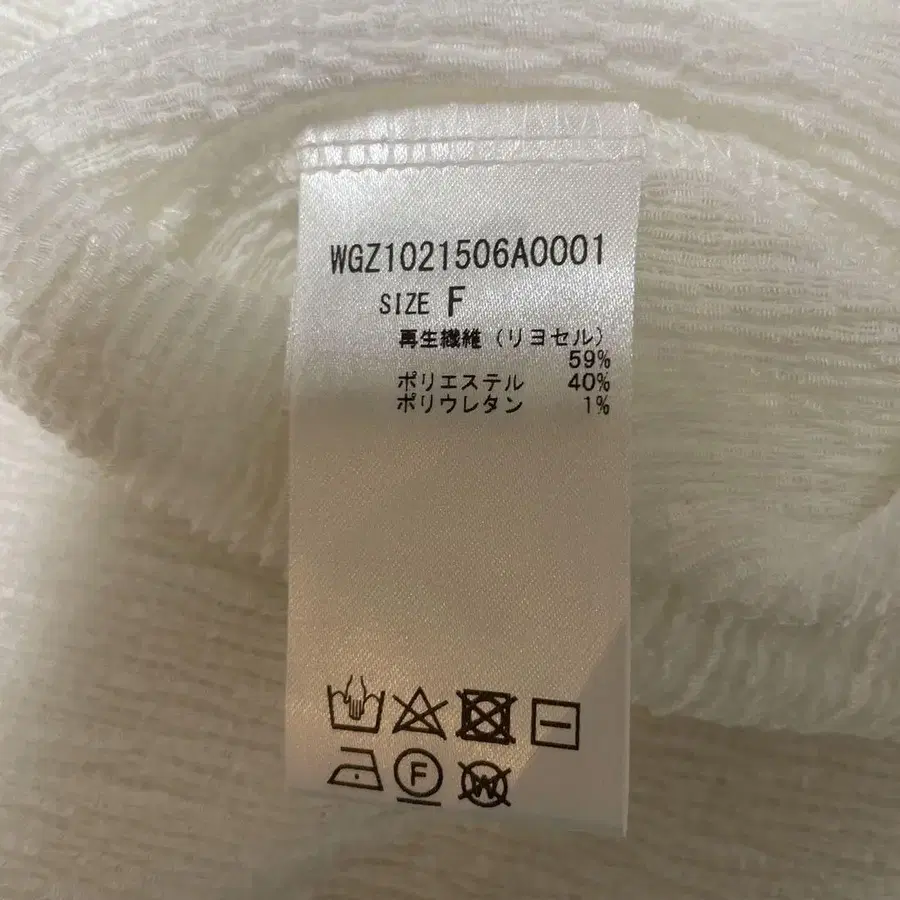 WGZ1021506A0001
SIZE F
再生繊維（リヨセル）
59%
ポリエステル 40%
ポリウレタン 1%
F
W